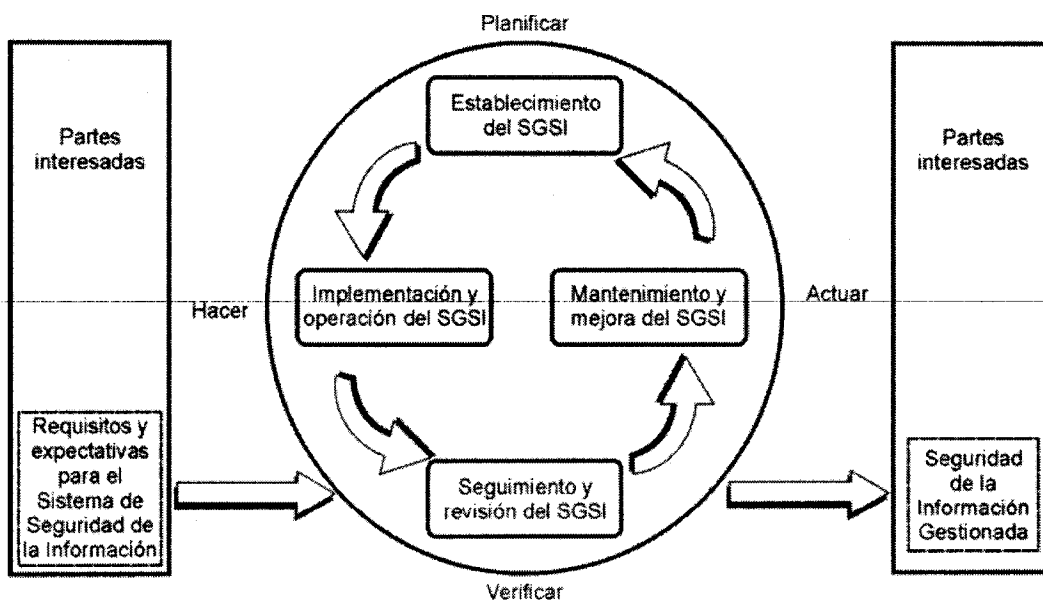 Planificar
Partes
interesadas
Requisitos y
expectativas
para el
Sistema de
Seguridad de
la Información
Hacer
Establecimiento
del SGSI
Implementación y
operación del SGSI
Seguimiento y
revisión del SGSI
Mantenimiento y
mejora del SGSI
Actuar
Verificar
Partes
interesadas
Seguridad
de la
Información
Gestionada